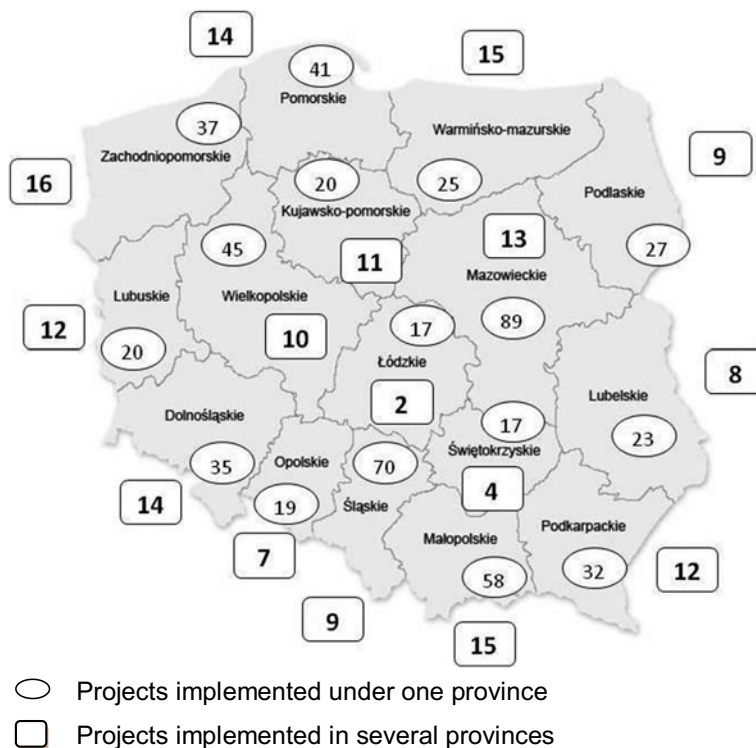 14
41
15
Pomorskie
37
Warmińsko-mazurskie
Zachodniopomorskie
9
16
20
25
Podlaskie
Kujawsko-pomorskie
13
45
27
11
Mazowieckie
Lubuskie
Wielkopolskie
12
10
17
89
20
Łódzkie
8
Lubelskie
2
Dolnośląskie
17
23
35
Opolskie
70
Świętokrzyskie
14
19
4
Śląskie
Podkarpackie
7
Małopolskie
58
32
12
9
15
Projects implemented under one province
Projects implemented in several provinces